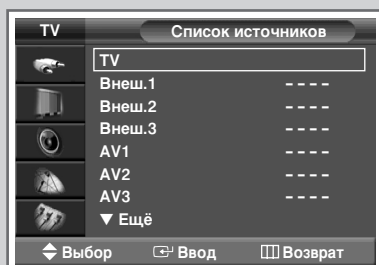 TV Список источников
TV
Внеш.1 - - - -
Внеш.2 - - - -
Внеш.3 - - - -
AV1 - - - -
AV2 - - - -
AV3 - - - -
▼ Ещё
Выбор Ввод Возврат